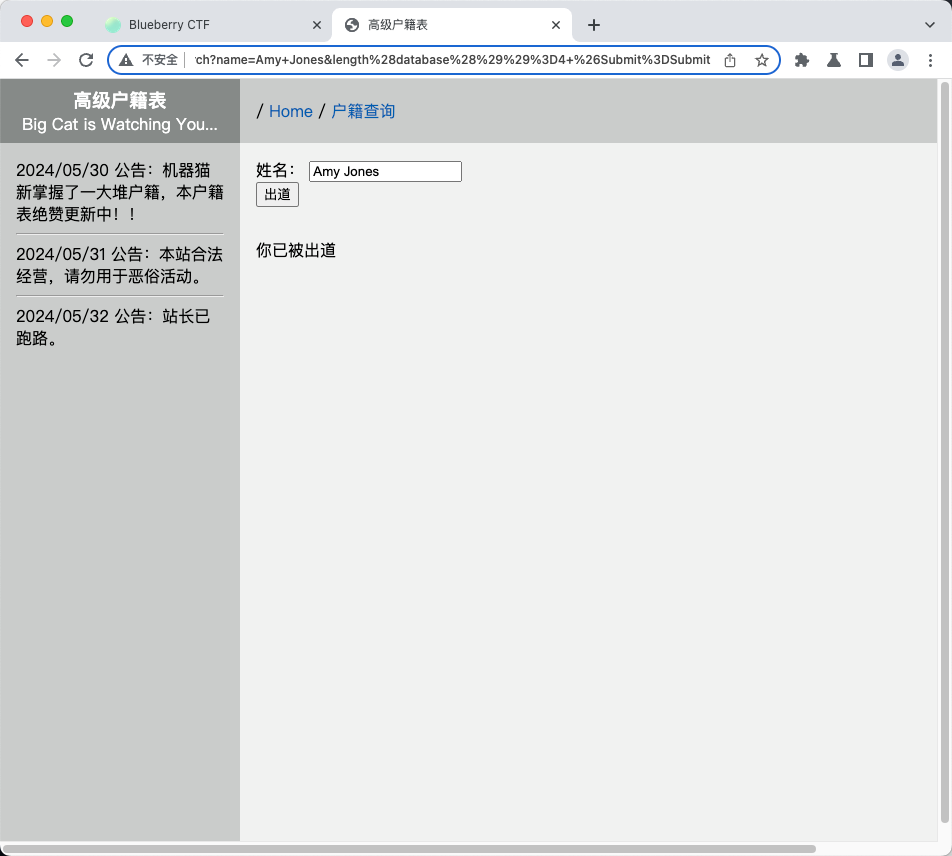 Blueberry CTF
高级户籍表
不安全
ch?name=Amy+Jones&length%28database%28%29%29%3D4+%26Submit%3DSubmit
高级户籍表
Big Cat is Watching You...
/ Home / 户籍查询
2024/05/30 公告：机器猫
新掌握了一大堆户籍，本户籍
表绝赞更新中！！
2024/05/31 公告：本站合法
经营，请勿用于恶俗活动。
2024/05/32 公告：站长已
跑路。
姓名：
Amy Jones
出道
你已被出道